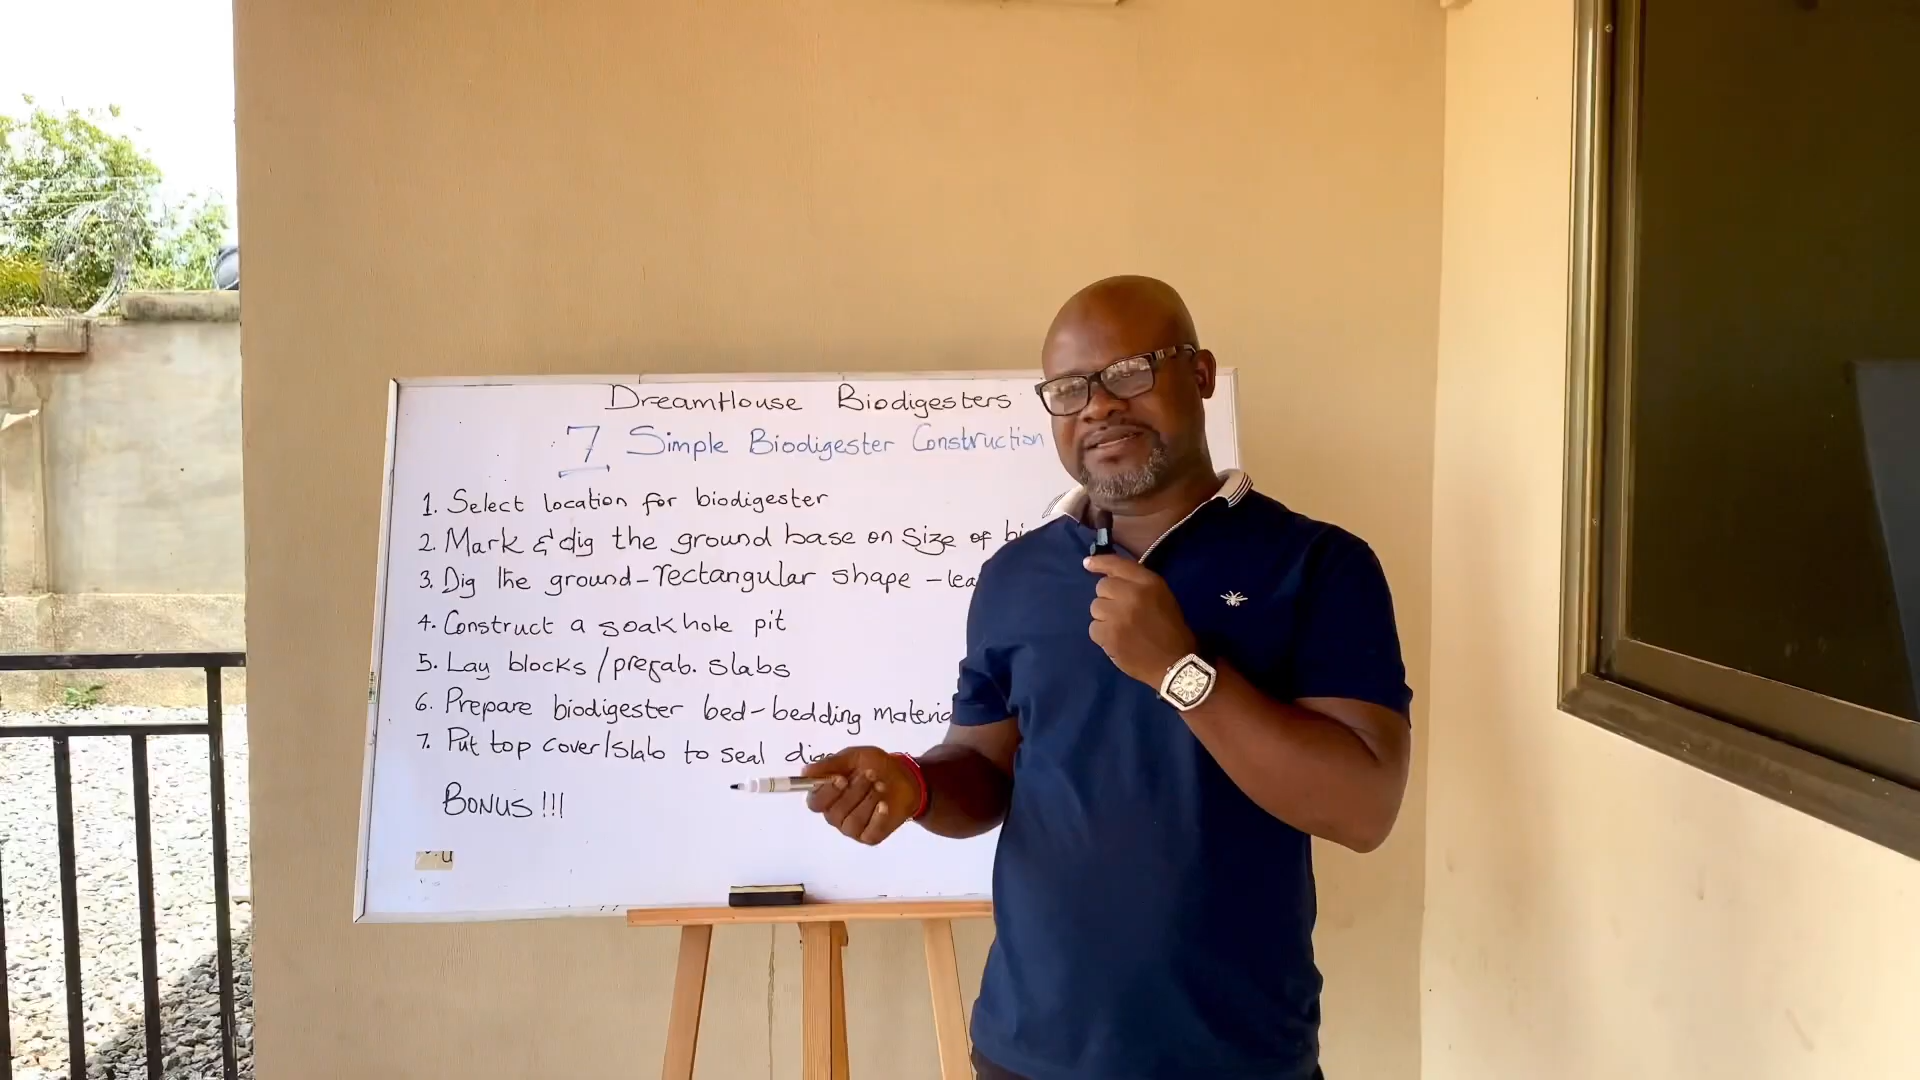 DreamHouse Biodigesters
7 Simple Biodigester Construction
1. Select location for biodigester
2. Mark & dig the ground base on size of
3. Dig the ground - rectangular shape -
4. Construct a soakhole pit
5. Lay blocks / prefab. slabs
6. Prepare biodigester bed - bedding
7. Put top cover/slab to seal
BONUS!!!